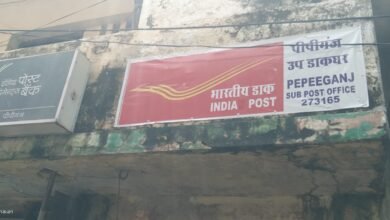 पोस्ट
बैंक
पीपीगंज
भारतीय डाक
INDIA POST
पीपीगंज
उप डाकघर
PEPEEGANJ
SUB POST OFFICE
273165